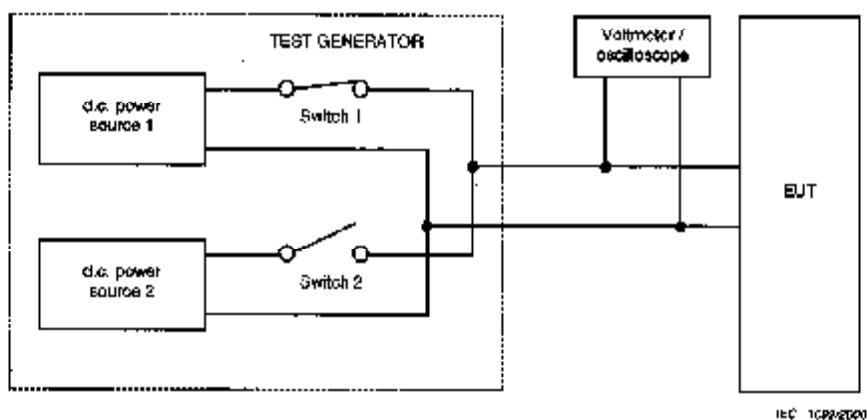 TEST GENERATOR
Voltmeter /
oscilloscope
d.c. power
source 1
Switch 1
EUT
d.c. power
source 2
Switch 2
IEC